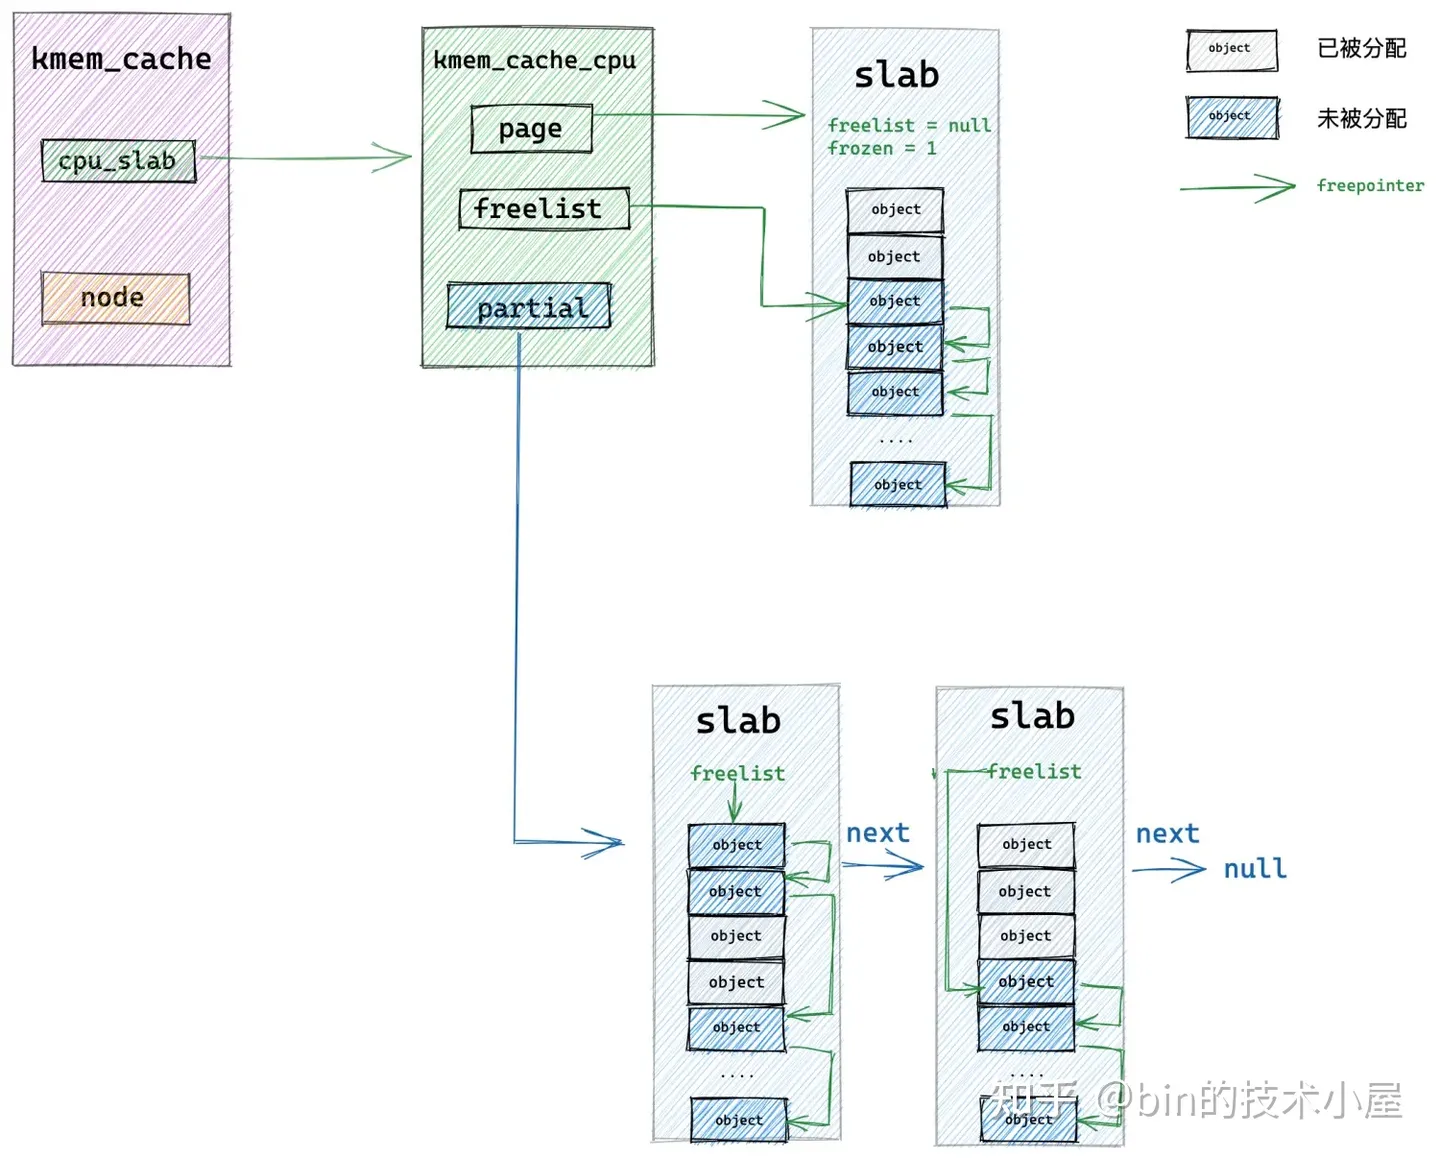 kmem_cache
cpu_slab
node
kmem_cache_cpu
page
freelist
partial
slab
freelist = null
frozen = 1
object
object
object
object
object
....
object
object 已被分配
object 未被分配
freepointer
slab
freelist
object
object
object
object
object
....
object
next
slab
freelist
object
object
object
object
object
....
object
next
null
知乎 @bin的技术小屋